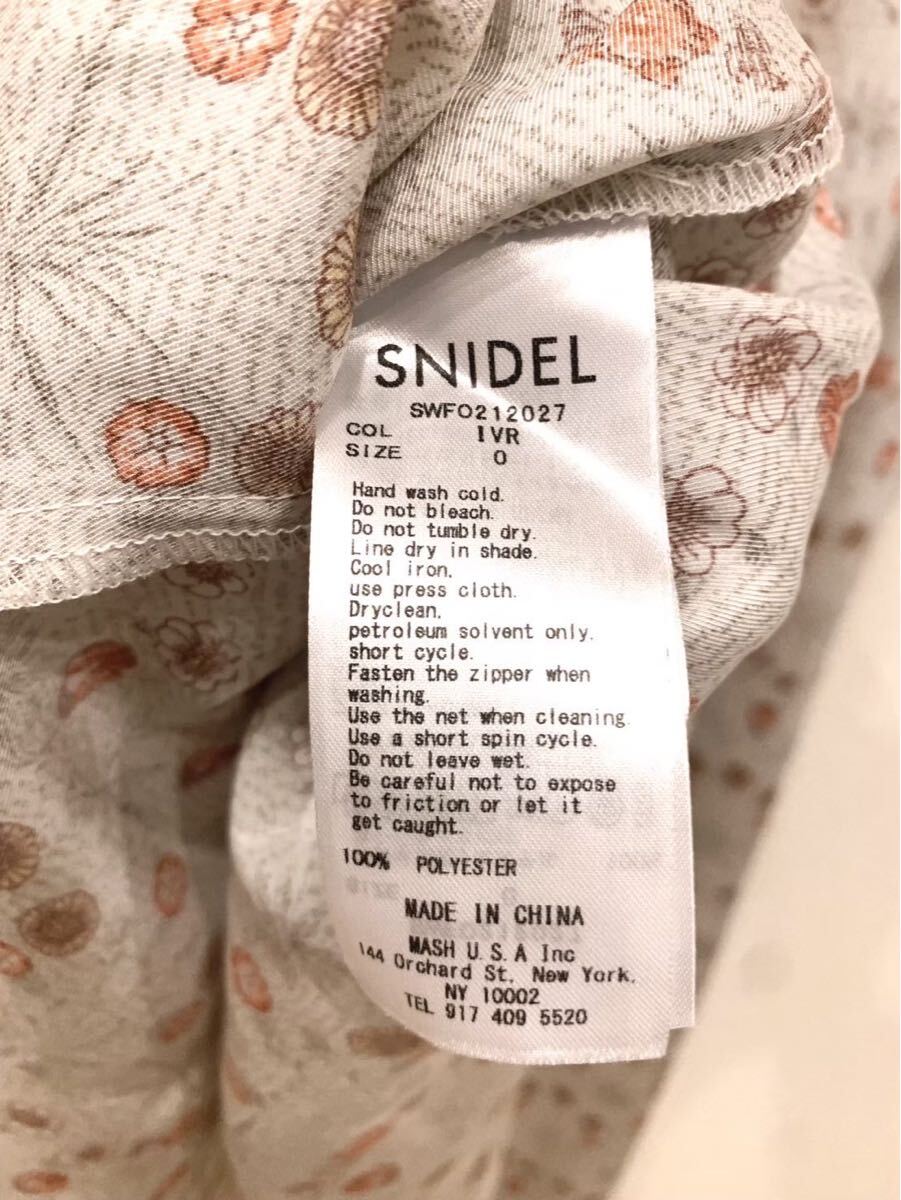 SNIDEL
SWFO212027
COL IVR
SIZE 0
Hand wash cold.
Do not bleach.
Do not tumble dry.
Line dry in shade.
Cool iron.
use press cloth.
Dryclean.
petroleum solvent only.
short cycle.
Fasten the zipper when
washing.
Use the net when cleaning.
Use a short spin cycle.
Do not leave wet.
Be careful not to expose
to friction or let it
get caught.
100% POLYESTER
MADE IN CHINA
MASH U.S.A Inc
144 Orchard St. New York.
NY 10002
TEL 917 409 5520